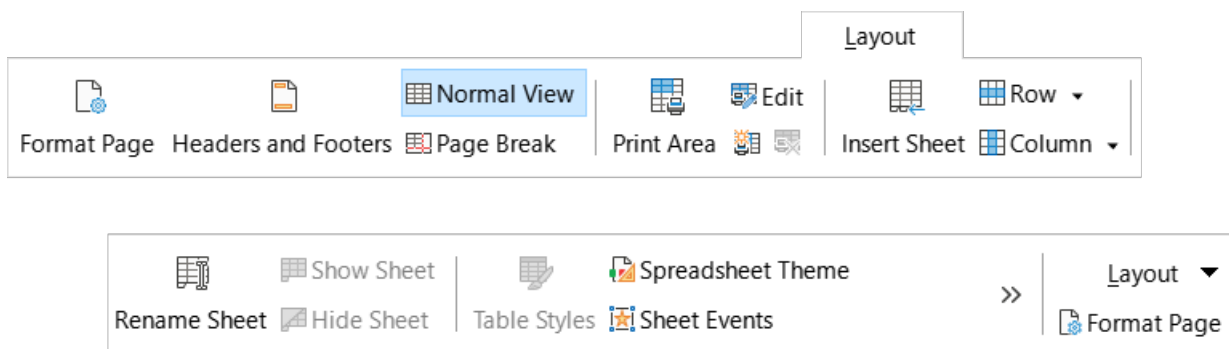 Layout
Normal View
Edit
Row
Format Page Headers and Footers Page Break Print Area Insert Sheet Column
Show Sheet Spreadsheet Theme Layout
Rename Sheet Hide Sheet Table Styles Sheet Events Format Page